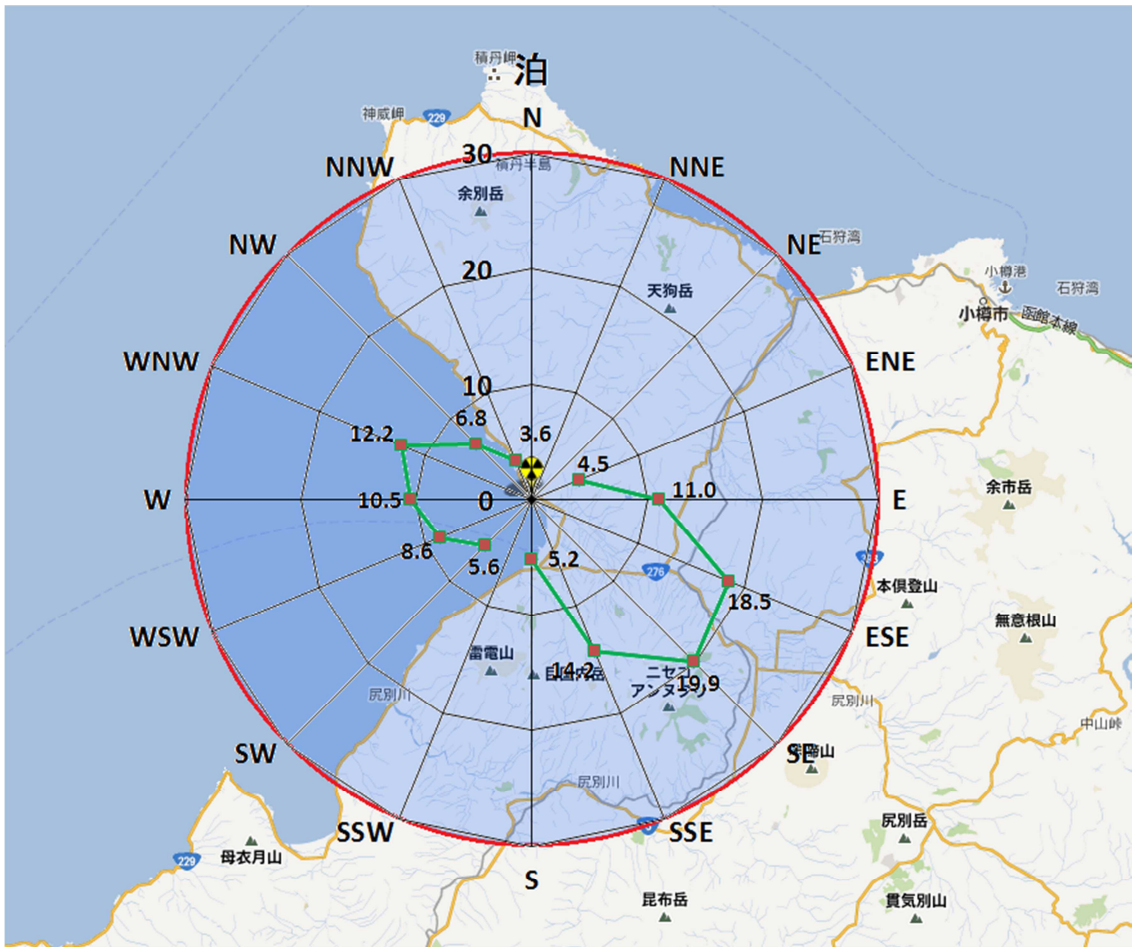 積丹岬
泊
神威岬
229
N
30
積丹半島
NNW
NNE
余別岳
NW
NE
石狩湾
20
天狗岳
小樽港
石狩湾
小樽市
函館本線
WNW
ENE
10
6.8
3.6
12.2
4.5
W
10.5
0
11.0
E
余市岳
8.6
5.6
5.2
276
18.5
本倶登山
無意根山
WSW
ESE
雷電山
14.2
ニセコ
アンヌプリ
19.9
尻別川
尻別川
中山峠
SW
SE
尻別川
SSW
SSE
尻別岳
229
母衣月山
S
昆布岳
貫気別山